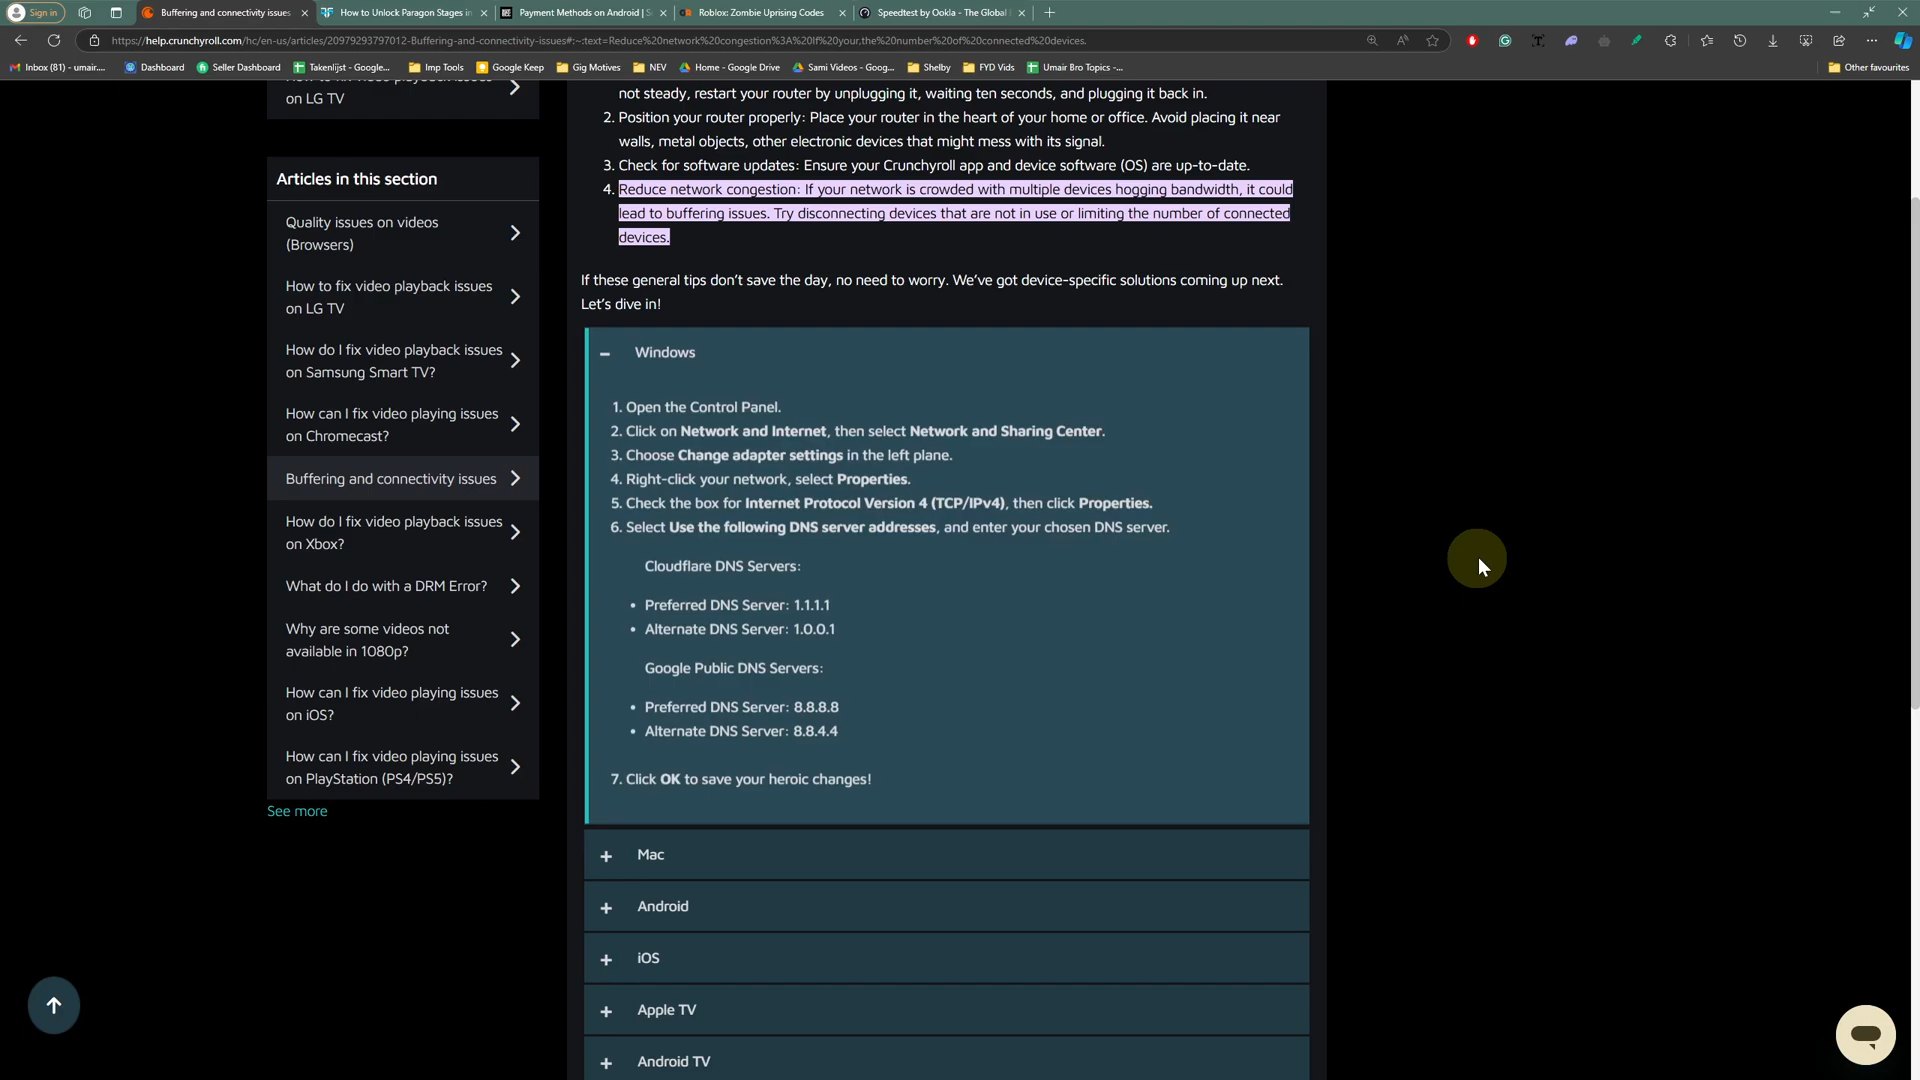 Sign in
Buffering and connectivity issues
How to Unlock Paragon Stages in
Payment Methods on Android | S
Roblox: Zombie Uprising Codes
Speedtest by Ookla - The Global
https://help.crunchyroll.com/hc/en-us/articles/20979293797012-Buffering-and-connectivity-issues#:~:text=Reduce%20network%20congestion%3A%20If%20your,the%20number%20of%20connected%20devices.
Inbox (81) - umair....
Dashboard
Seller Dashboard
Takenlijst - Google...
Imp Tools
Google Keep
Gig Motives
NEV
Home - Google Drive
Sami Videos - Goog...
Shelby
FYD Vids
Umair Bro Topics -...
Other favourites
on LG TV
Articles in this section
Quality issues on videos
(Browsers)
How to fix video playback issues
on LG TV
How do I fix video playback issues
on Samsung Smart TV?
How can I fix video playing issues
on Chromecast?
Buffering and connectivity issues
How do I fix video playback issues
on Xbox?
What do I do with a DRM Error?
Why are some videos not
available in 1080p?
How can I fix video playing issues
on iOS?
How can I fix video playing issues
on PlayStation (PS4/PS5)?
See more
not steady, restart your router by unplugging it, waiting ten seconds, and plugging it back in.
2. Position your router properly: Place your router in the heart of your home or office. Avoid placing it near
walls, metal objects, other electronic devices that might mess with its signal.
3. Check for software updates: Ensure your Crunchyroll app and device software (OS) are up-to-date.
4. Reduce network congestion: If your network is crowded with multiple devices hogging bandwidth, it could
lead to buffering issues. Try disconnecting devices that are not in use or limiting the number of connected
devices.
If these general tips don't save the day, no need to worry. We've got device-specific solutions coming up next.
Let's dive in!
Windows
1. Open the Control Panel.
2. Click on Network and Internet, then select Network and Sharing Center.
3. Choose Change adapter settings in the left plane.
4. Right-click your network, select Properties.
5. Check the box for Internet Protocol Version 4 (TCP/IPv4), then click Properties.
6. Select Use the following DNS server addresses, and enter your chosen DNS server.
Cloudflare DNS Servers:
• Preferred DNS Server: 1.1.1.1
• Alternate DNS Server: 1.0.0.1
Google Public DNS Servers:
• Preferred DNS Server: 8.8.8.8
• Alternate DNS Server: 8.8.4.4
7. Click OK to save your heroic changes!
Mac
Android
iOS
Apple TV
Android TV